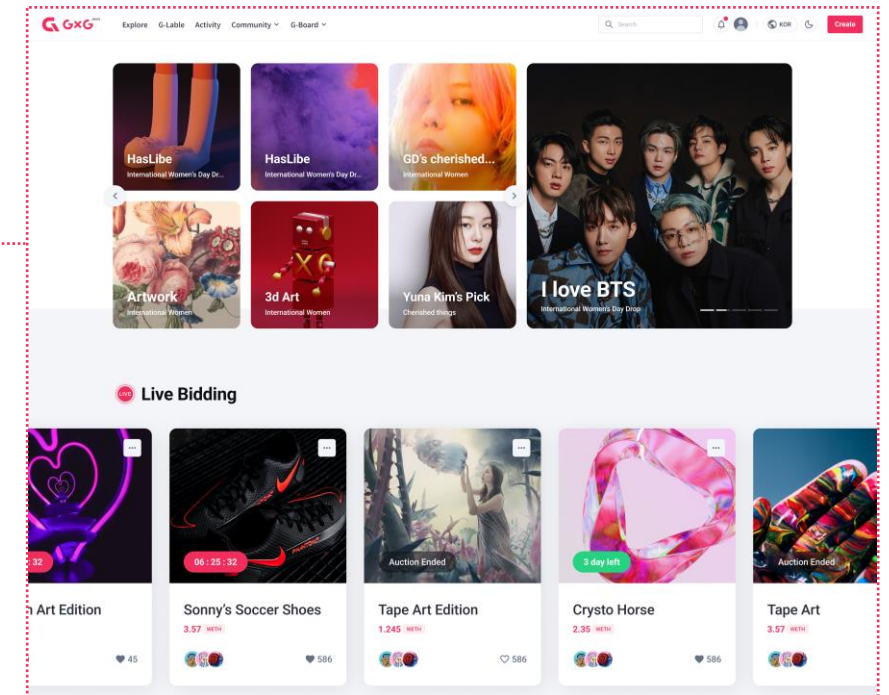 GXG
Explore G-Lable Activity Community G-Board
Search
KOR
Create
HasLibe
International Women's Day Dr...
HasLibe
International Women's Day Dr...
GD's cherished...
International Women
I love BTS
International Women's Day Drop
Artwork
International Women
3d Art
International Women
Yuna Kim's Pick
Cherished things
LIVE
Live Bidding
: 32
06 : 25 : 32
Auction Ended
3 day left
Auction Ended
Art Edition
45
Sonny's Soccer Shoes
3.57 WETH
586
Tape Art Edition
1.245 WETH
586
Crysto Horse
2.35 WETH
586
Tape Art
3.57 WETH